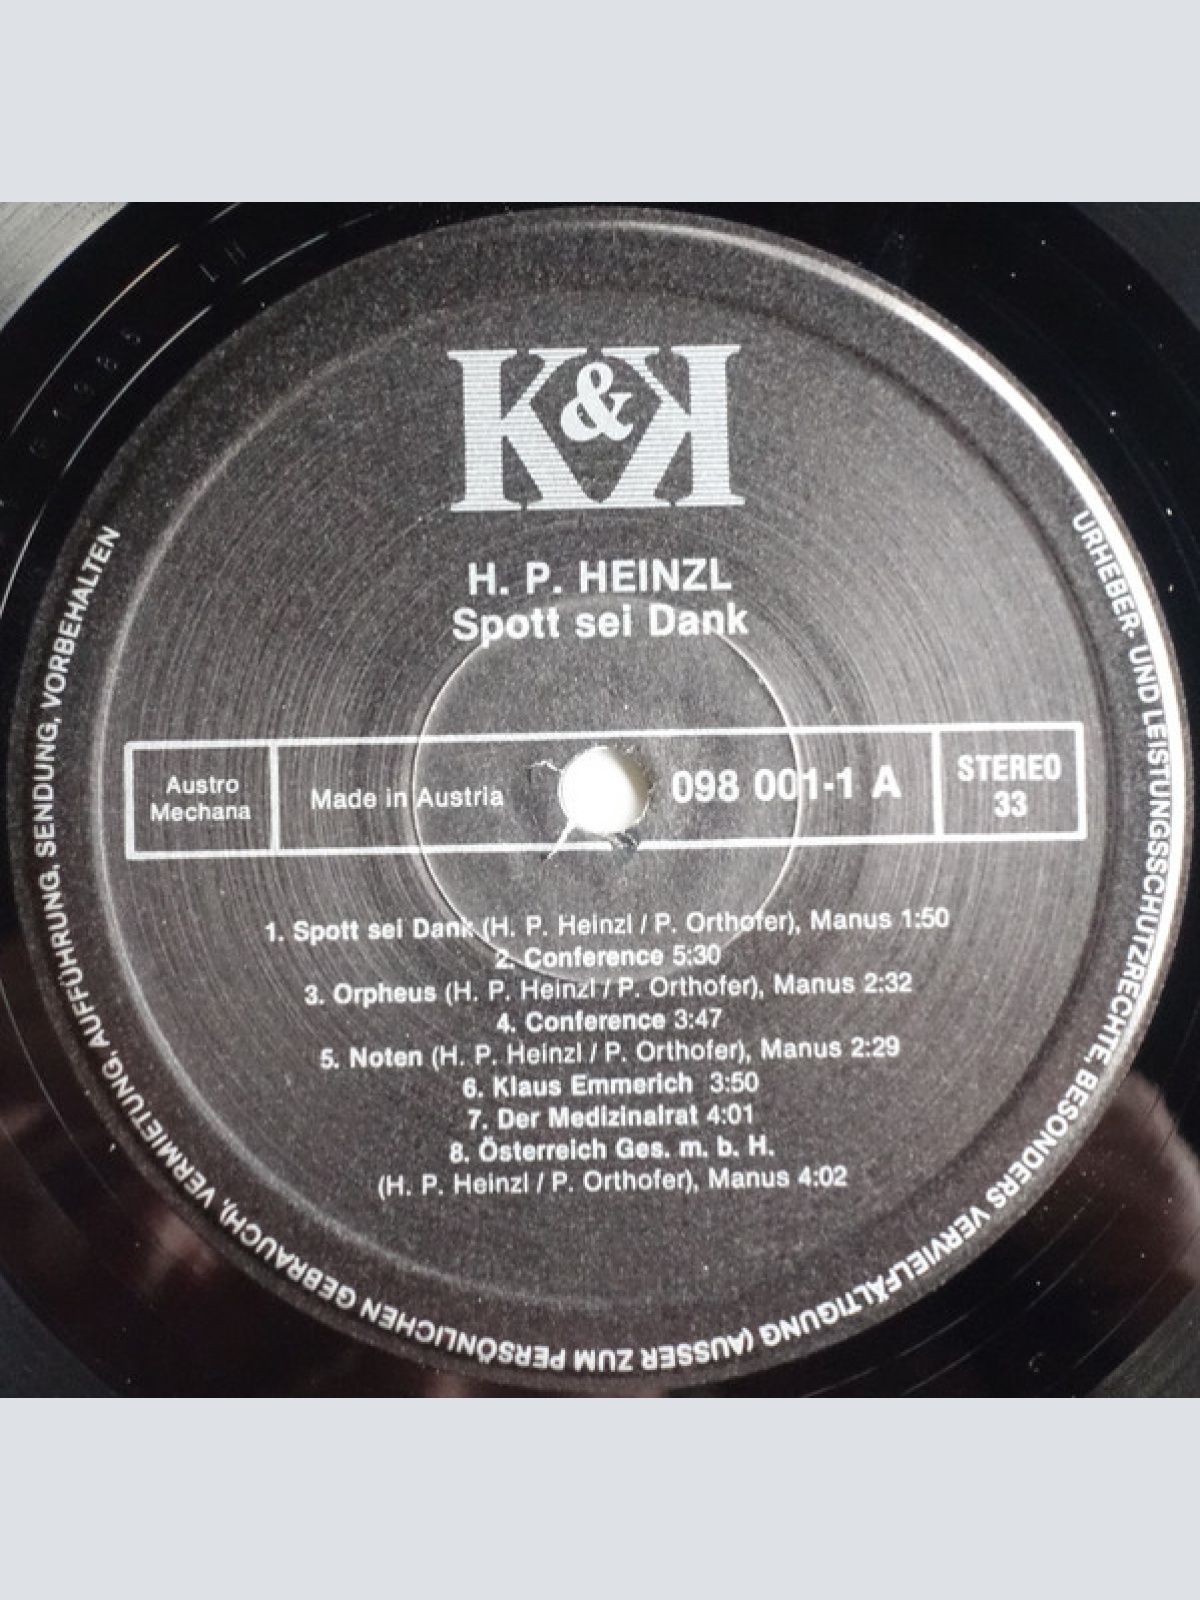 K&K
H. P. HEINZL
Spott sei Dank
Austro
Mechana
Made in Austria
098 001-1 A
STEREO
33
1. Spott sei Dank (H. P. Heinzl / P. Orthofer), Manus 1:50
2. Conference 5:30
3. Orpheus (H. P. Heinzl / P. Orthofer), Manus 2:32
4. Conference 3:47
5. Noten (H. P. Heinzl / P. Orthofer), Manus 2:29
6. Klaus Emmerich 3:50
7. Der Medizinalrat 4:01
8. Österreich Ges. m. b. H.
(H. P. Heinzl / P. Orthofer), Manus 4:02
URHEBER- UND LEISTUNGSSCHUTZRECHTE, BESONDERS VERVIELFÄLTIGUNG (AUSSER ZUM PERSÖNLICHEN GEBRAUCH), VERMIETUNG, AUFFÜHRUNG, SENDUNG, VORBEHALTEN